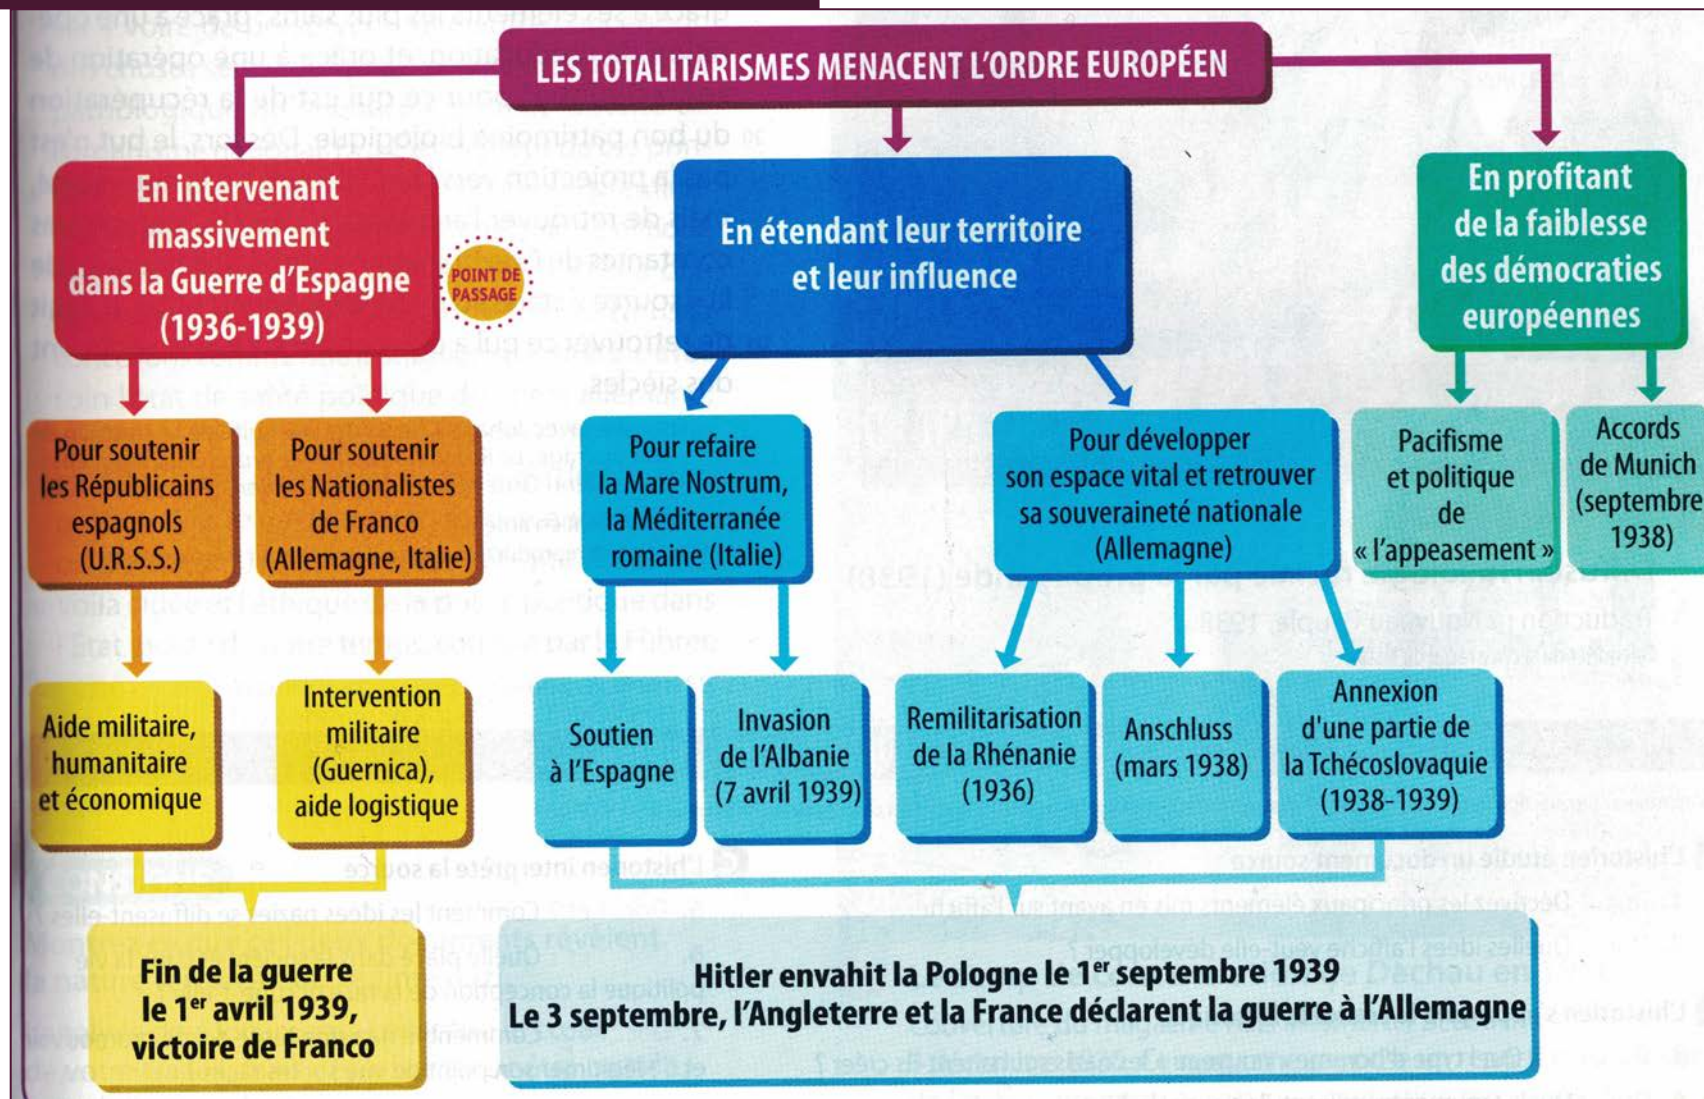 LES TOTALITARISMES MENACENT L'ORDRE EUROPÉEN
En intervenant
massivement
dans la Guerre d'Espagne
(1936-1939)
POINT DE
PASSAGE
En étendant leur territoire
et leur influence
En profitant
de la faiblesse
des démocraties
européennes
Pour soutenir
les Républicains
espagnols
(U.R.S.S.)
Pour soutenir
les Nationalistes
de Franco
(Allemagne, Italie)
Pour refaire
la Mare Nostrum,
la Méditerranée
romaine (Italie)
Pour développer
son espace vital et retrouver
sa souveraineté nationale
(Allemagne)
Pacifisme
et politique
de
« l'appeasement »
Accords
de Munich
(septembre
1938)
Aide militaire,
humanitaire
et économique
Intervention
militaire
(Guernica),
aide logistique
Soutien
à l'Espagne
Invasion
de l'Albanie
(7 avril 1939)
Remilitarisation
de la Rhénanie
(1936)
Anschluss
(mars 1938)
Annexion
d'une partie de
la Tchécoslovaquie
(1938-1939)
Fin de la guerre
le 1er avril 1939,
victoire de Franco
Hitler envahit la Pologne le 1er septembre 1939
Le 3 septembre, l'Angleterre et la France déclarent la guerre à l'Allemagne